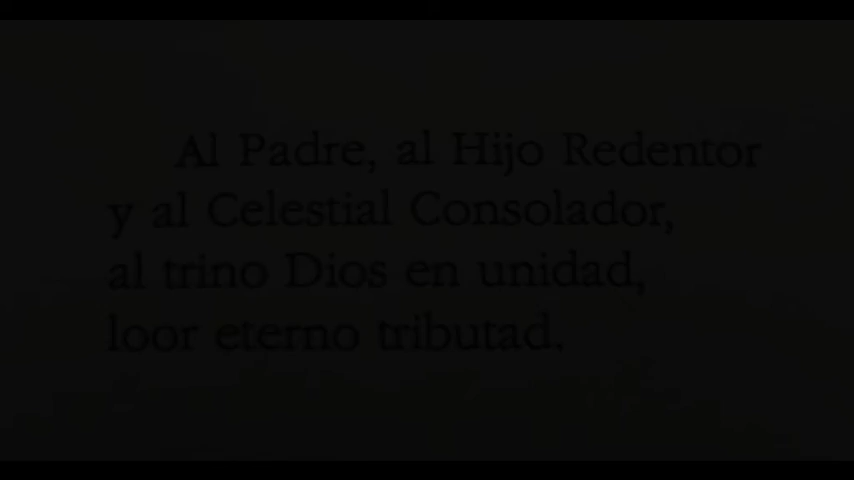 Al Padre, al Hijo Redentor
y al Celestial Consolador,
al trino Dios en unidad,
loor eterno tributad.